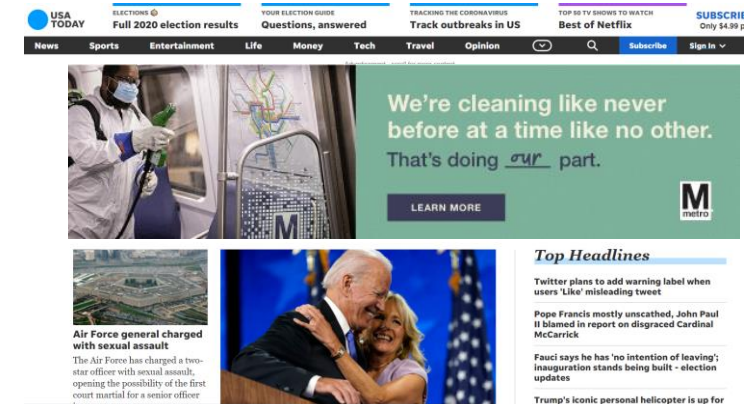 USA
TODAY
ELECTIONS
Full 2020 election results
YOUR ELECTION GUIDE
Questions, answered
TRACKING THE CORONAVIRUS
Track outbreaks in US
TOP 50 TV SHOWS TO WATCH
Best of Netflix
SUBSCRIBE
Only $4.99 p
News Sports Entertainment Life Money Tech Travel Opinion Subscribe Sign In
We're cleaning like never
before at a time like no other.
That's doing our part.
LEARN MORE
M
metro
M
Air Force general charged
with sexual assault
The Air Force has charged a two-
star officer with sexual assault,
opening the possibility of the first
court martial for a senior officer
Top Headlines
Twitter plans to add warning label when
users 'Like' misleading tweet
Pope Francis mostly unscathed, John Paul
II blamed in report on disgraced Cardinal
McCarrick
Fauci says he has 'no intention of leaving';
inauguration stands being built - election
updates
Trump's iconic personal helicopter is up for